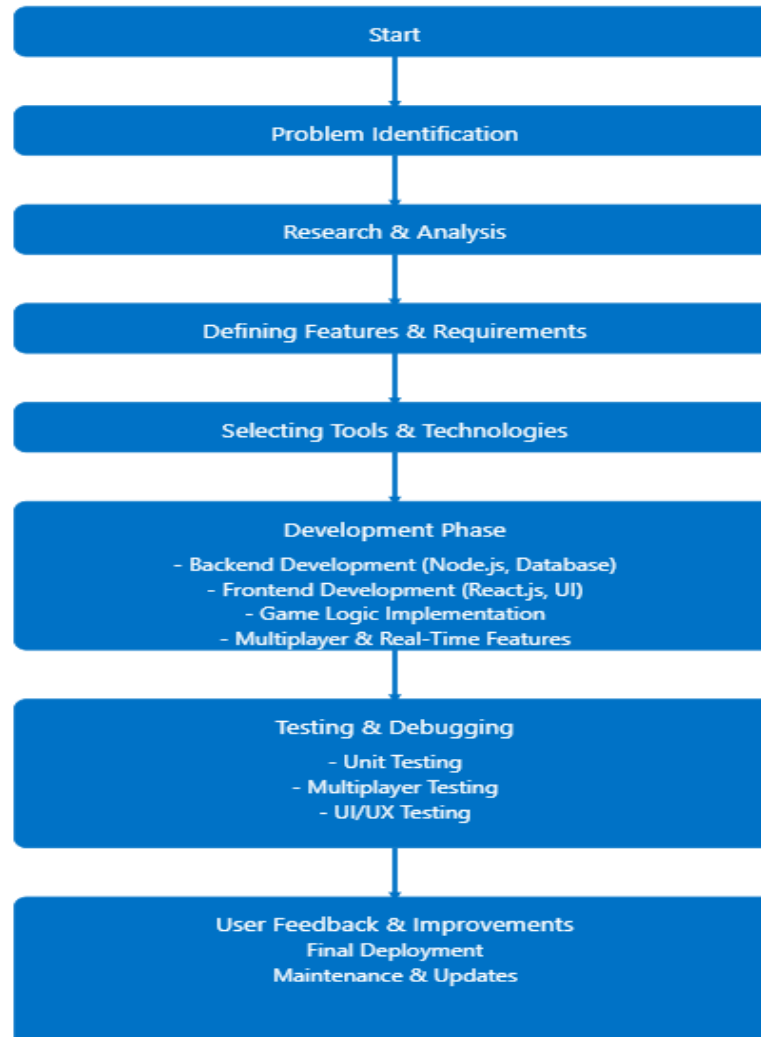 Start
Problem Identification
Research & Analysis
Defining Features & Requirements
Selecting Tools & Technologies
Development Phase
- Backend Development (Node.js, Database)
- Frontend Development (React.js, UI)
- Game Logic Implementation
- Multiplayer & Real-Time Features
Testing & Debugging
- Unit Testing
- Multiplayer Testing
- UI/UX Testing
User Feedback & Improvements
Final Deployment
Maintenance & Updates